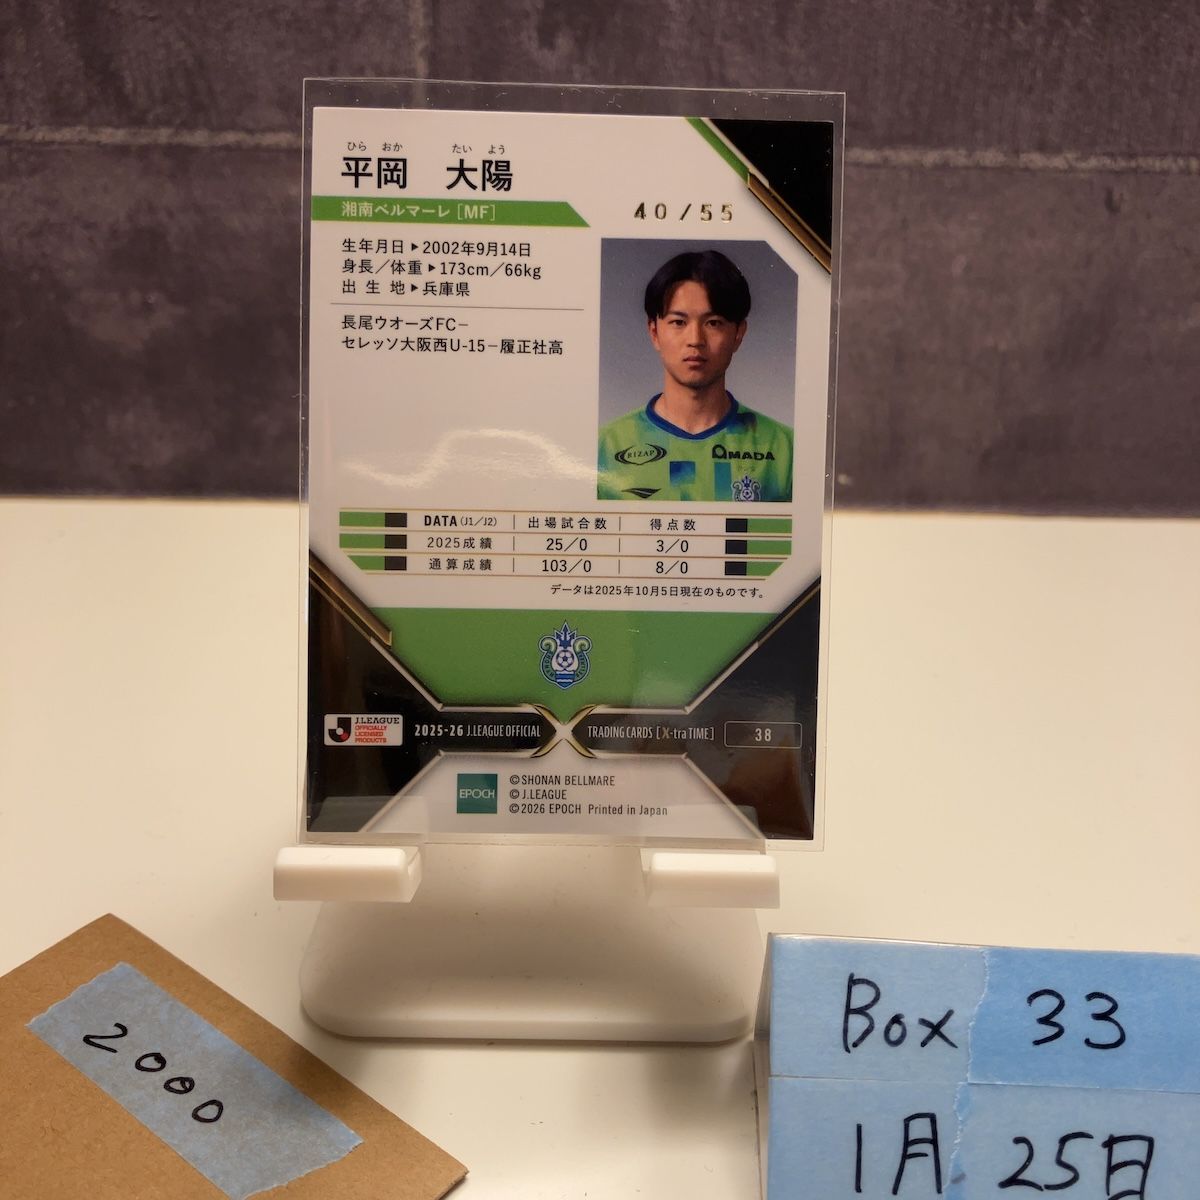 ひら おか たい よう
平岡 大陽
湘南ベルマーレ [MF]
40/55
生年月日▶2002年9月14日
身長/体重▶173cm/66kg
出生地▶兵庫県
長尾ウオーズFC-
セレッソ大阪西U-15-履正社高
RIZAP
AMADA
DATA(J1/J2) 出場試合数 得点数
2025成績 25/0 3/0
通算成績 103/0 8/0
データは2025年10月5日現在のものです。
J.LEAGUE
OFFICIALLY
LICENSED
PRODUCTS
2025-26 J.LEAGUE OFFICIAL TRADING CARDS [X-tra TIME] 38
EPOCH
©SHONAN BELLMARE
©J.LEAGUE
©2026 EPOCH Printed in Japan
2000
Box 33
1月 25日